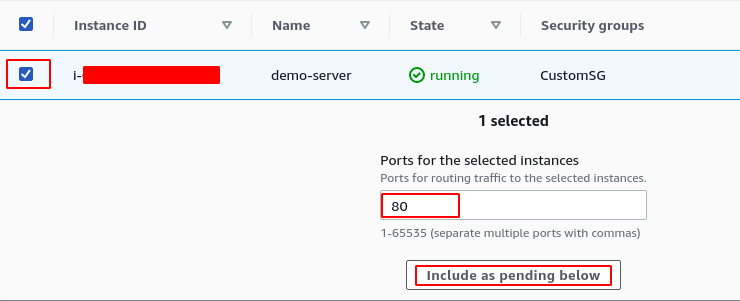 Instance ID Name State Security groups
i- demo-server running CustomSG
1 selected
Ports for the selected instances
Ports for routing traffic to the selected instances.
80
1-65535 (separate multiple ports with commas)
Include as pending below